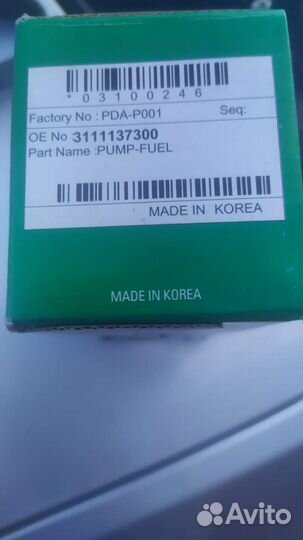 *03100246
Factory No : PDA-P001 Seq:
OE No :3111137300
Part Name :PUMP-FUEL
MADE IN KOREA
MADE IN KOREA
Avito